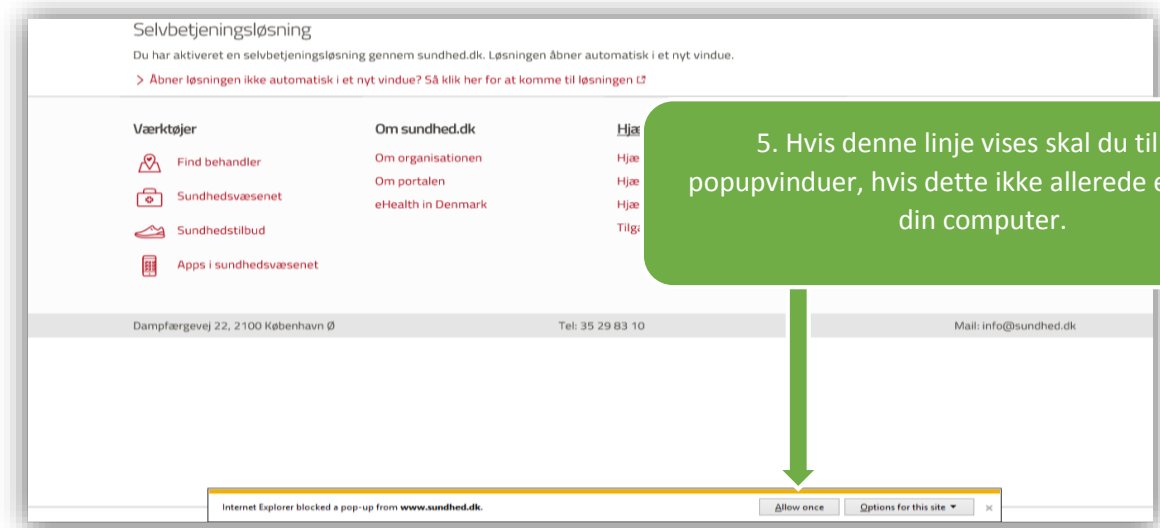 Selvbetjeningsløsning
Du har aktiveret en selvbetjeningsløsning gennem sundhed.dk. Løsningen åbner automatisk i et nyt vindue.
> Åbner løsningen ikke automatisk i et nyt vindue? Så klik her for at komme til løsningen
Værktøjer
Find behandler
Sundhedsvæsenet
Sundhedstilbud
Apps i sundhedsvæsenet
Om sundhed.dk
Om organisationen
Om portalen
eHealth in Denmark
5. Hvis denne linje vises skal du til
popupvinduer, hvis dette ikke allerede
din computer.
Dampfærgevej 22, 2100 København Ø
Tel: 35 29 83 10
Mail: info@sundhed.dk
Internet Explorer blocked a pop-up from www.sundhed.dk.
Allow once
Options for this site